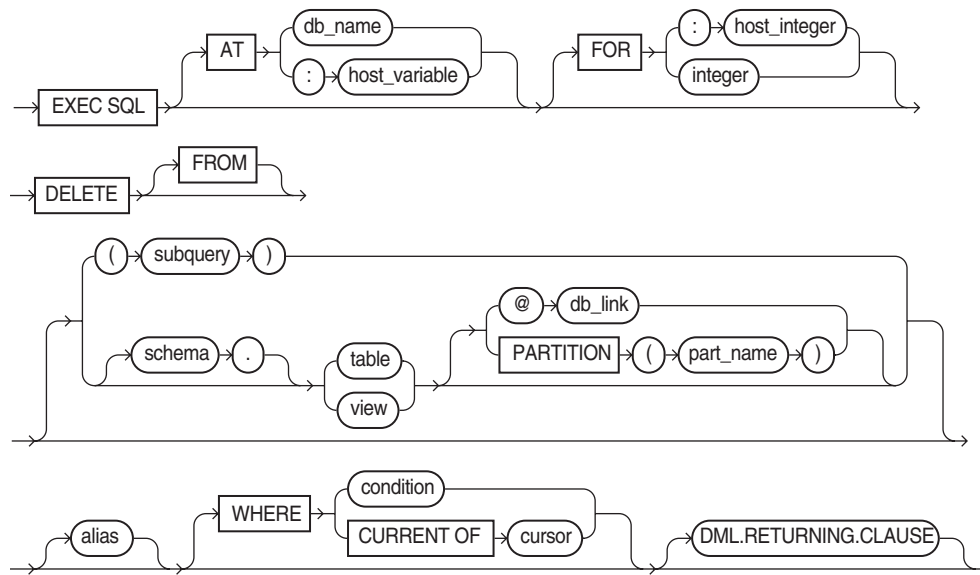 AT db_name : host_variable FOR : host_integer integer
EXEC SQL
DELETE FROM
( subquery )
schema . table view @ db_link PARTITION ( part_name )
alias WHERE condition CURRENT OF cursor DML.RETURNING.CLAUSE